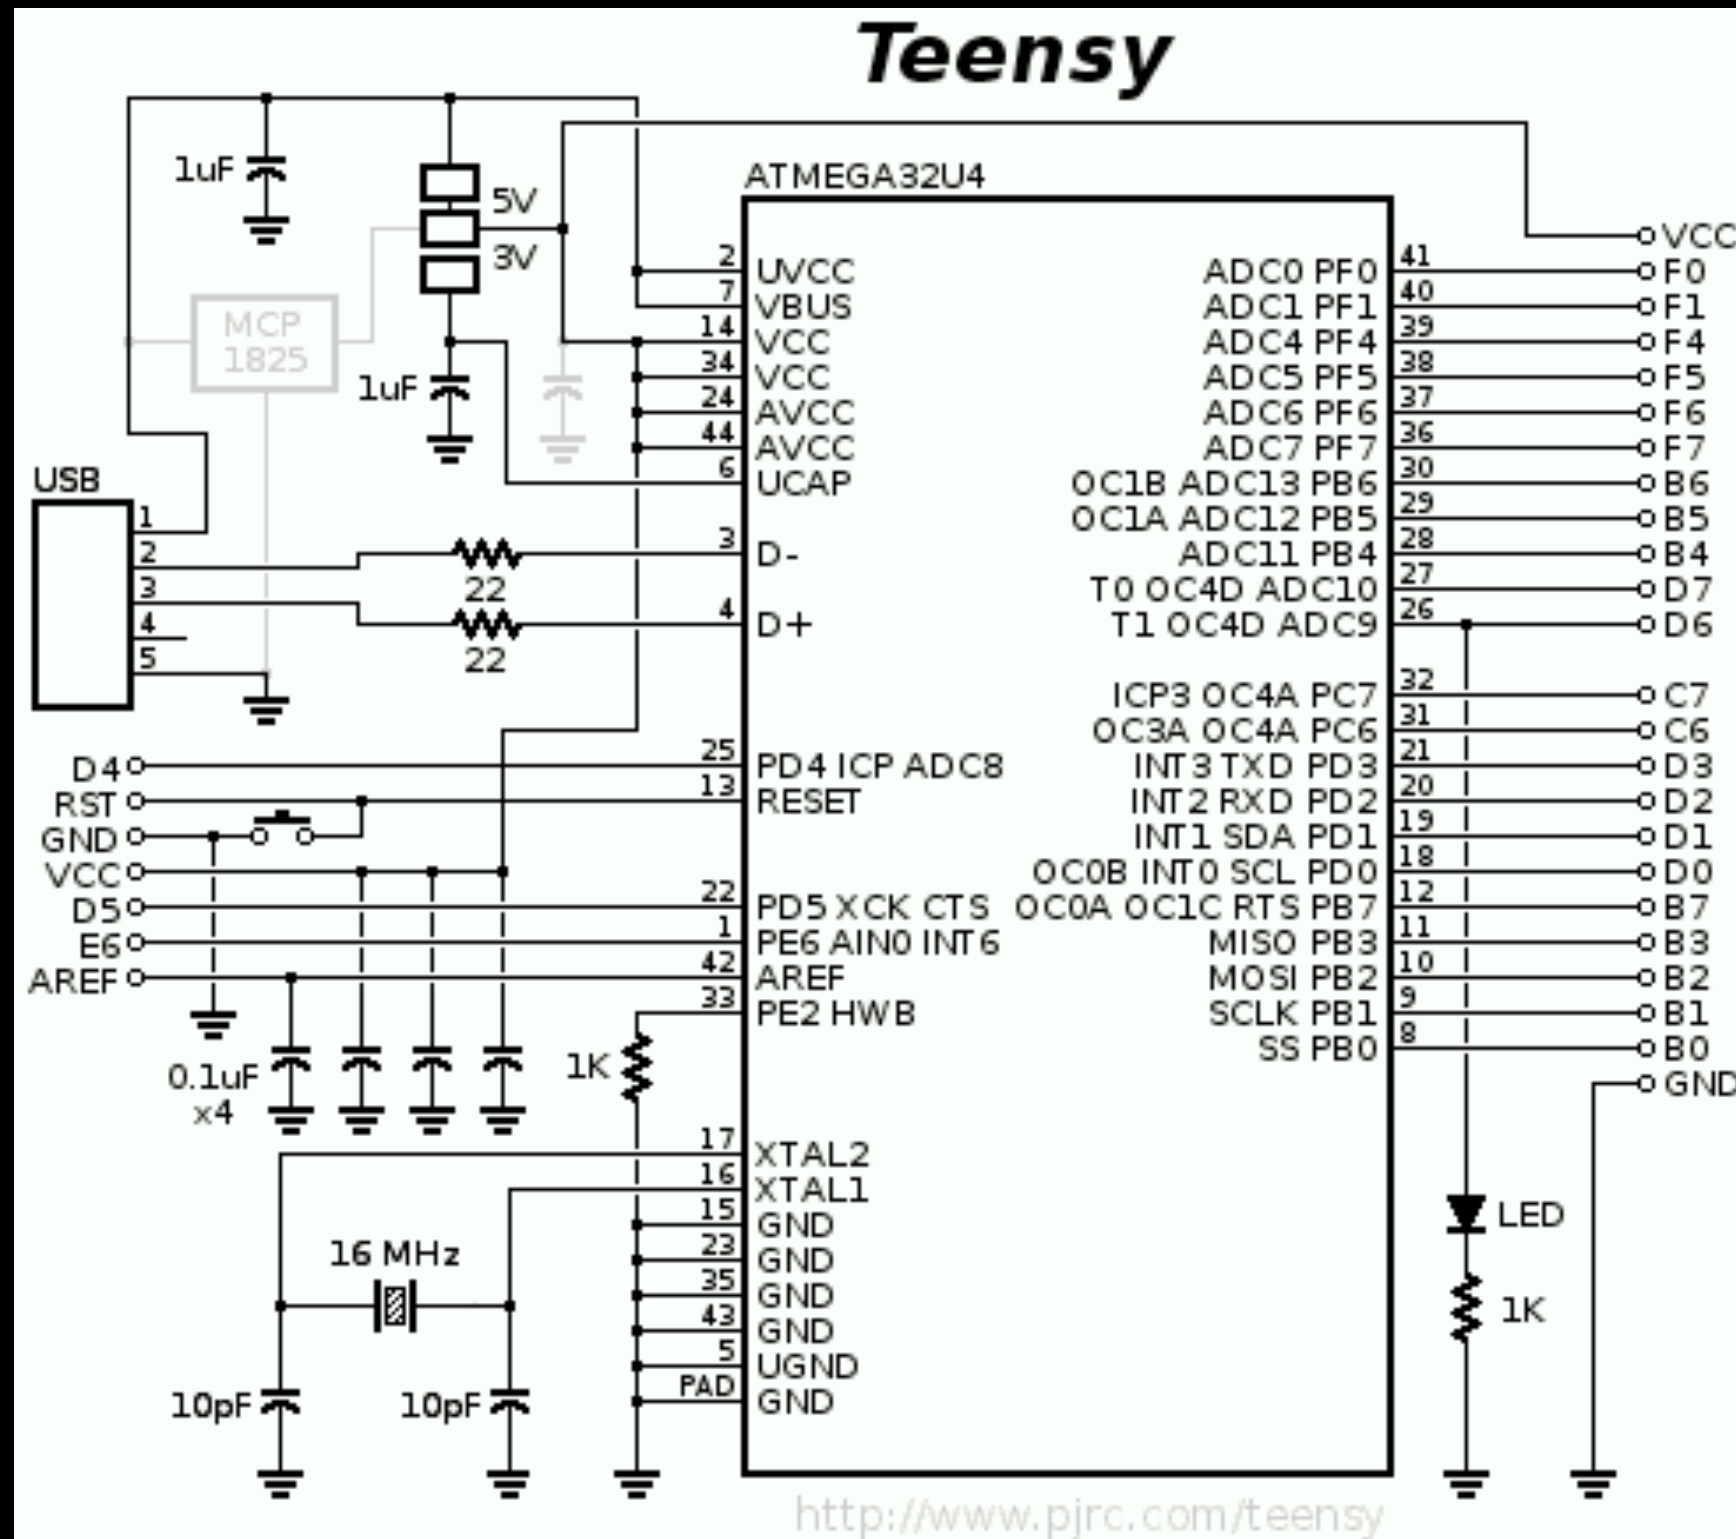 Teensy
ATMEGA32U4
1uF
5V
3V
MCP
1825
1uF
USB
1
2
3
4
5
22
22
D4
RST
GND
VCC
D5
E6
AREF
0.1uF
x4
1K
16 MHz
10pF
10pF
2 UVCC
7 VBUS
14 VCC
34 VCC
24 AVCC
44 AVCC
6 UCAP
3 D-
4 D+
25 PD4 ICP ADC8
13 RESET
22 PD5 XCK CTS
1 PE6 AIN0 INT6
42 AREF
33 PE2 HWB
17 XTAL2
16 XTAL1
15 GND
23 GND
35 GND
43 GND
5 UGND
PAD GND
VCC
ADC0 PF0 41 F0
ADC1 PF1 40 F1
ADC4 PF4 39 F4
ADC5 PF5 38 F5
ADC6 PF6 37 F6
ADC7 PF7 36 F7
OC1B ADC13 PB6 30 B6
OC1A ADC12 PB5 29 B5
ADC11 PB4 28 B4
T0 OC4D ADC10 27 D7
T1 OC4D ADC9 26 D6
ICP3 OC4A PC7 32 C7
OC3A OC4A PC6 31 C6
INT3 TXD PD3 21 D3
INT2 RXD PD2 20 D2
INT1 SDA PD1 19 D1
OC0B INT0 SCL PD0 18 D0
OC0A OC1C RTS PB7 12 B7
MISO PB3 11 B3
MOSI PB2 10 B2
SCLK PB1 9 B1
SS PB0 8 B0
GND
LED
1K
http://www.pjrc.com/teensy